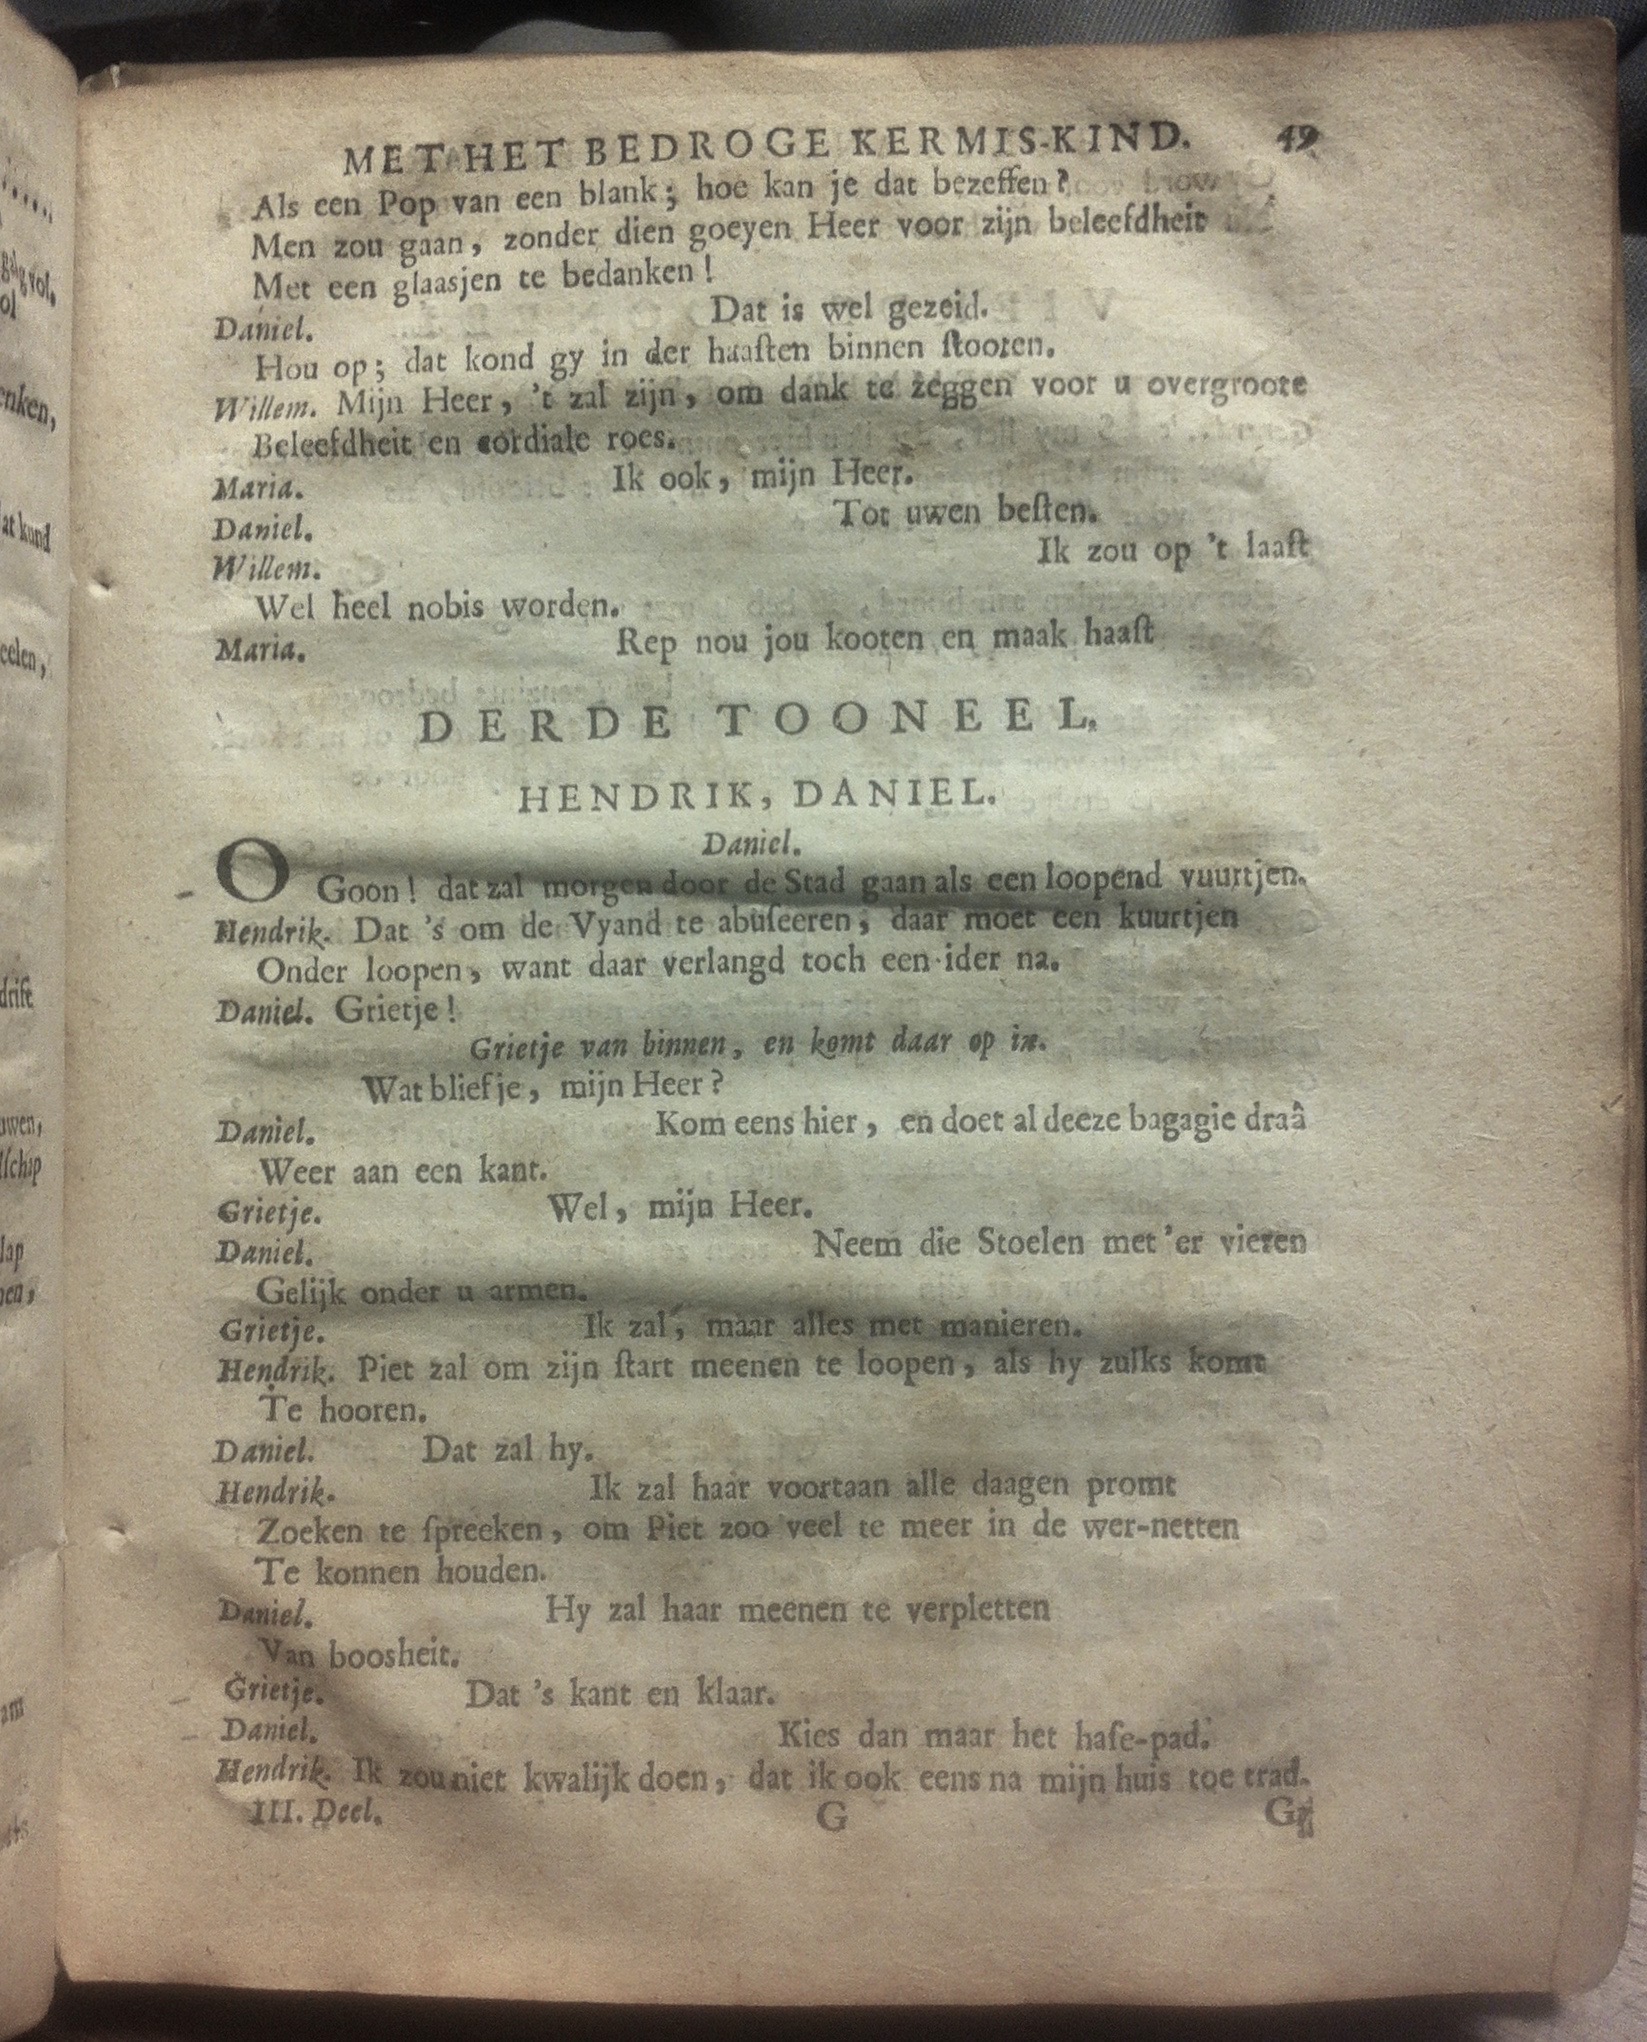 MET HET BEDROGE KERMIS-KIND. 49
Als een Pop van een blank; hoe kan je dat bezeffen?
Men zou gaan, zonder dien goeyen Heer voor zijn beleefdheit
Met een glaasjen te bedanken!
Daniel. Dat is wel gezeid.
Hou op; dat kond gy in der haaſten binnen ſtooten.
Willem. Mijn Heer, 't zal zijn, om dank te zeggen voor u overgroote
Beleefdheit en cordiale roes.
Maria. Ik ook, mijn Heer.
Daniel. Tot uwen beſten.
Willem. Ik zou op 't laaſt
Wel heel nobis worden.
Maria. Rep nou jou kooten en maak haaſt
DERDE TOONEEL.
HENDRIK, DANIEL.
Daniel.
O Goon! dat zal morgen door de Stad gaan als een loopend vuurtjen.
Hendrik. Dat 's om de Vyand te abuſeeren, daar moet een kuurtjen
Onder loopen, want daar verlangd toch een ider na.
Daniel. Grietje!
Grietje van binnen, en komt daar op in.
Wat bliefje, mijn Heer?
Daniel. Kom eens hier, en doet al deeze bagagie draâ
Weer aan een kant.
Grietje. Wel, mijn Heer.
Daniel. Neem die Stoelen met 'er vieren
Gelijk onder u armen.
Grietje. Ik zal, maar alles met manieren.
Hendrik. Piet zal om zijn ſtart meenen te loopen, als hy zulks komt
Te hooren.
Daniel. Dat zal hy.
Hendrik. Ik zal haar voortaan alle daagen promt
Zoeken te ſpreeken, om Piet zoo veel te meer in de wer-netten
Te konnen houden.
Daniel. Hy zal haar meenen te verpletten
Van boosheit.
Grietje. Dat 's kant en klaar.
Daniel. Kies dan maar het haſe-pad.
Hendrik. Ik zou niet kwalijk doen, dat ik ook eens na mijn huis toe trad.
III. Deel. G Gr